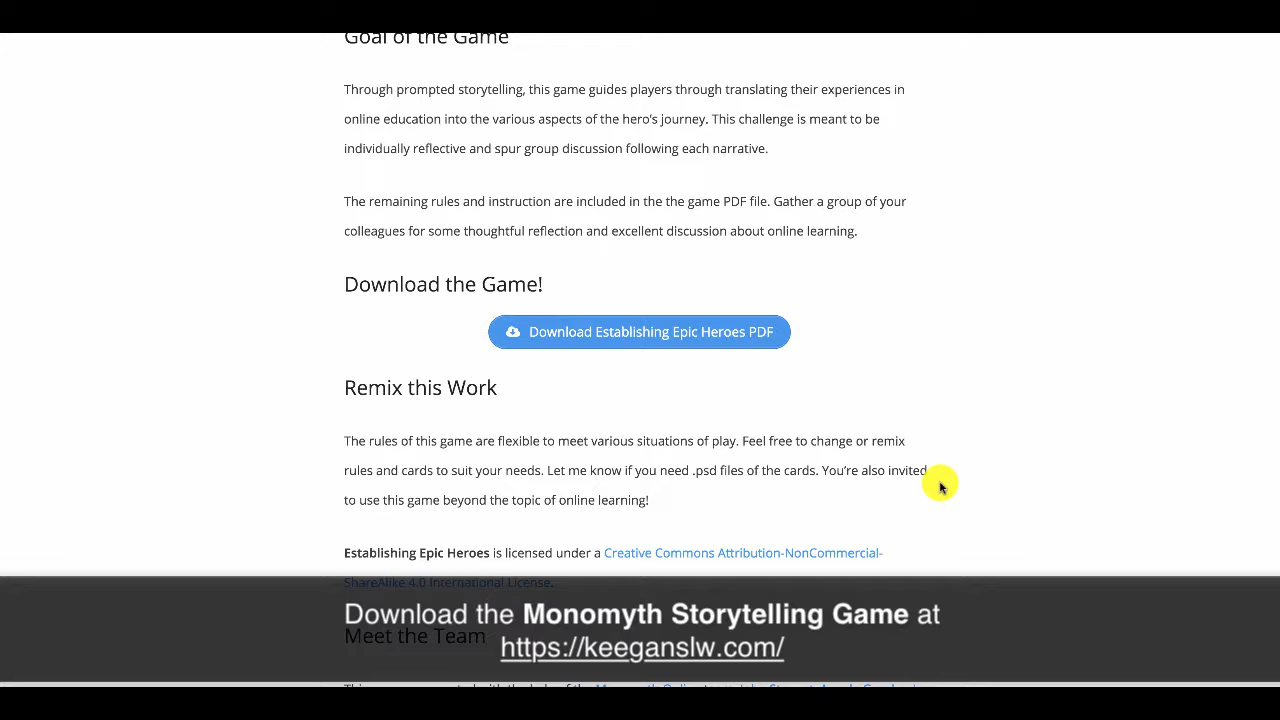 Goal of the Game
Through prompted storytelling, this game guides players through translating their experiences in
online education into the various aspects of the hero's journey. This challenge is meant to be
individually reflective and spur group discussion following each narrative.
The remaining rules and instruction are included in the the game PDF file. Gather a group of your
colleagues for some thoughtful reflection and excellent discussion about online learning.
Download the Game!
Download Establishing Epic Heroes PDF
Remix this Work
The rules of this game are flexible to meet various situations of play. Feel free to change or remix
rules and cards to suit your needs. Let me know if you need .psd files of the cards. You're also invited
to use this game beyond the topic of online learning!
Establishing Epic Heroes is licensed under a Creative Commons Attribution-NonCommercial-
ShareAlike 4.0 International License.
Download the Monomyth Storytelling Game at
Meet the Team
https://keeganslw.com/